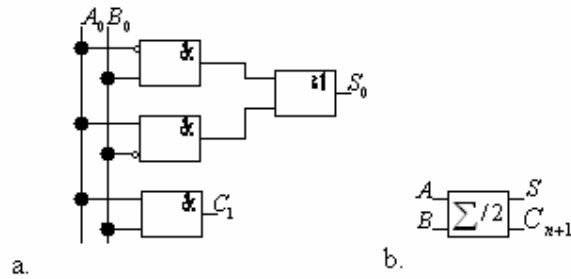 A₀ B₀
&
≥1
S₀
&
&
C₁
a.
A
B
∑/2
S
Cₙ₊₁
b.